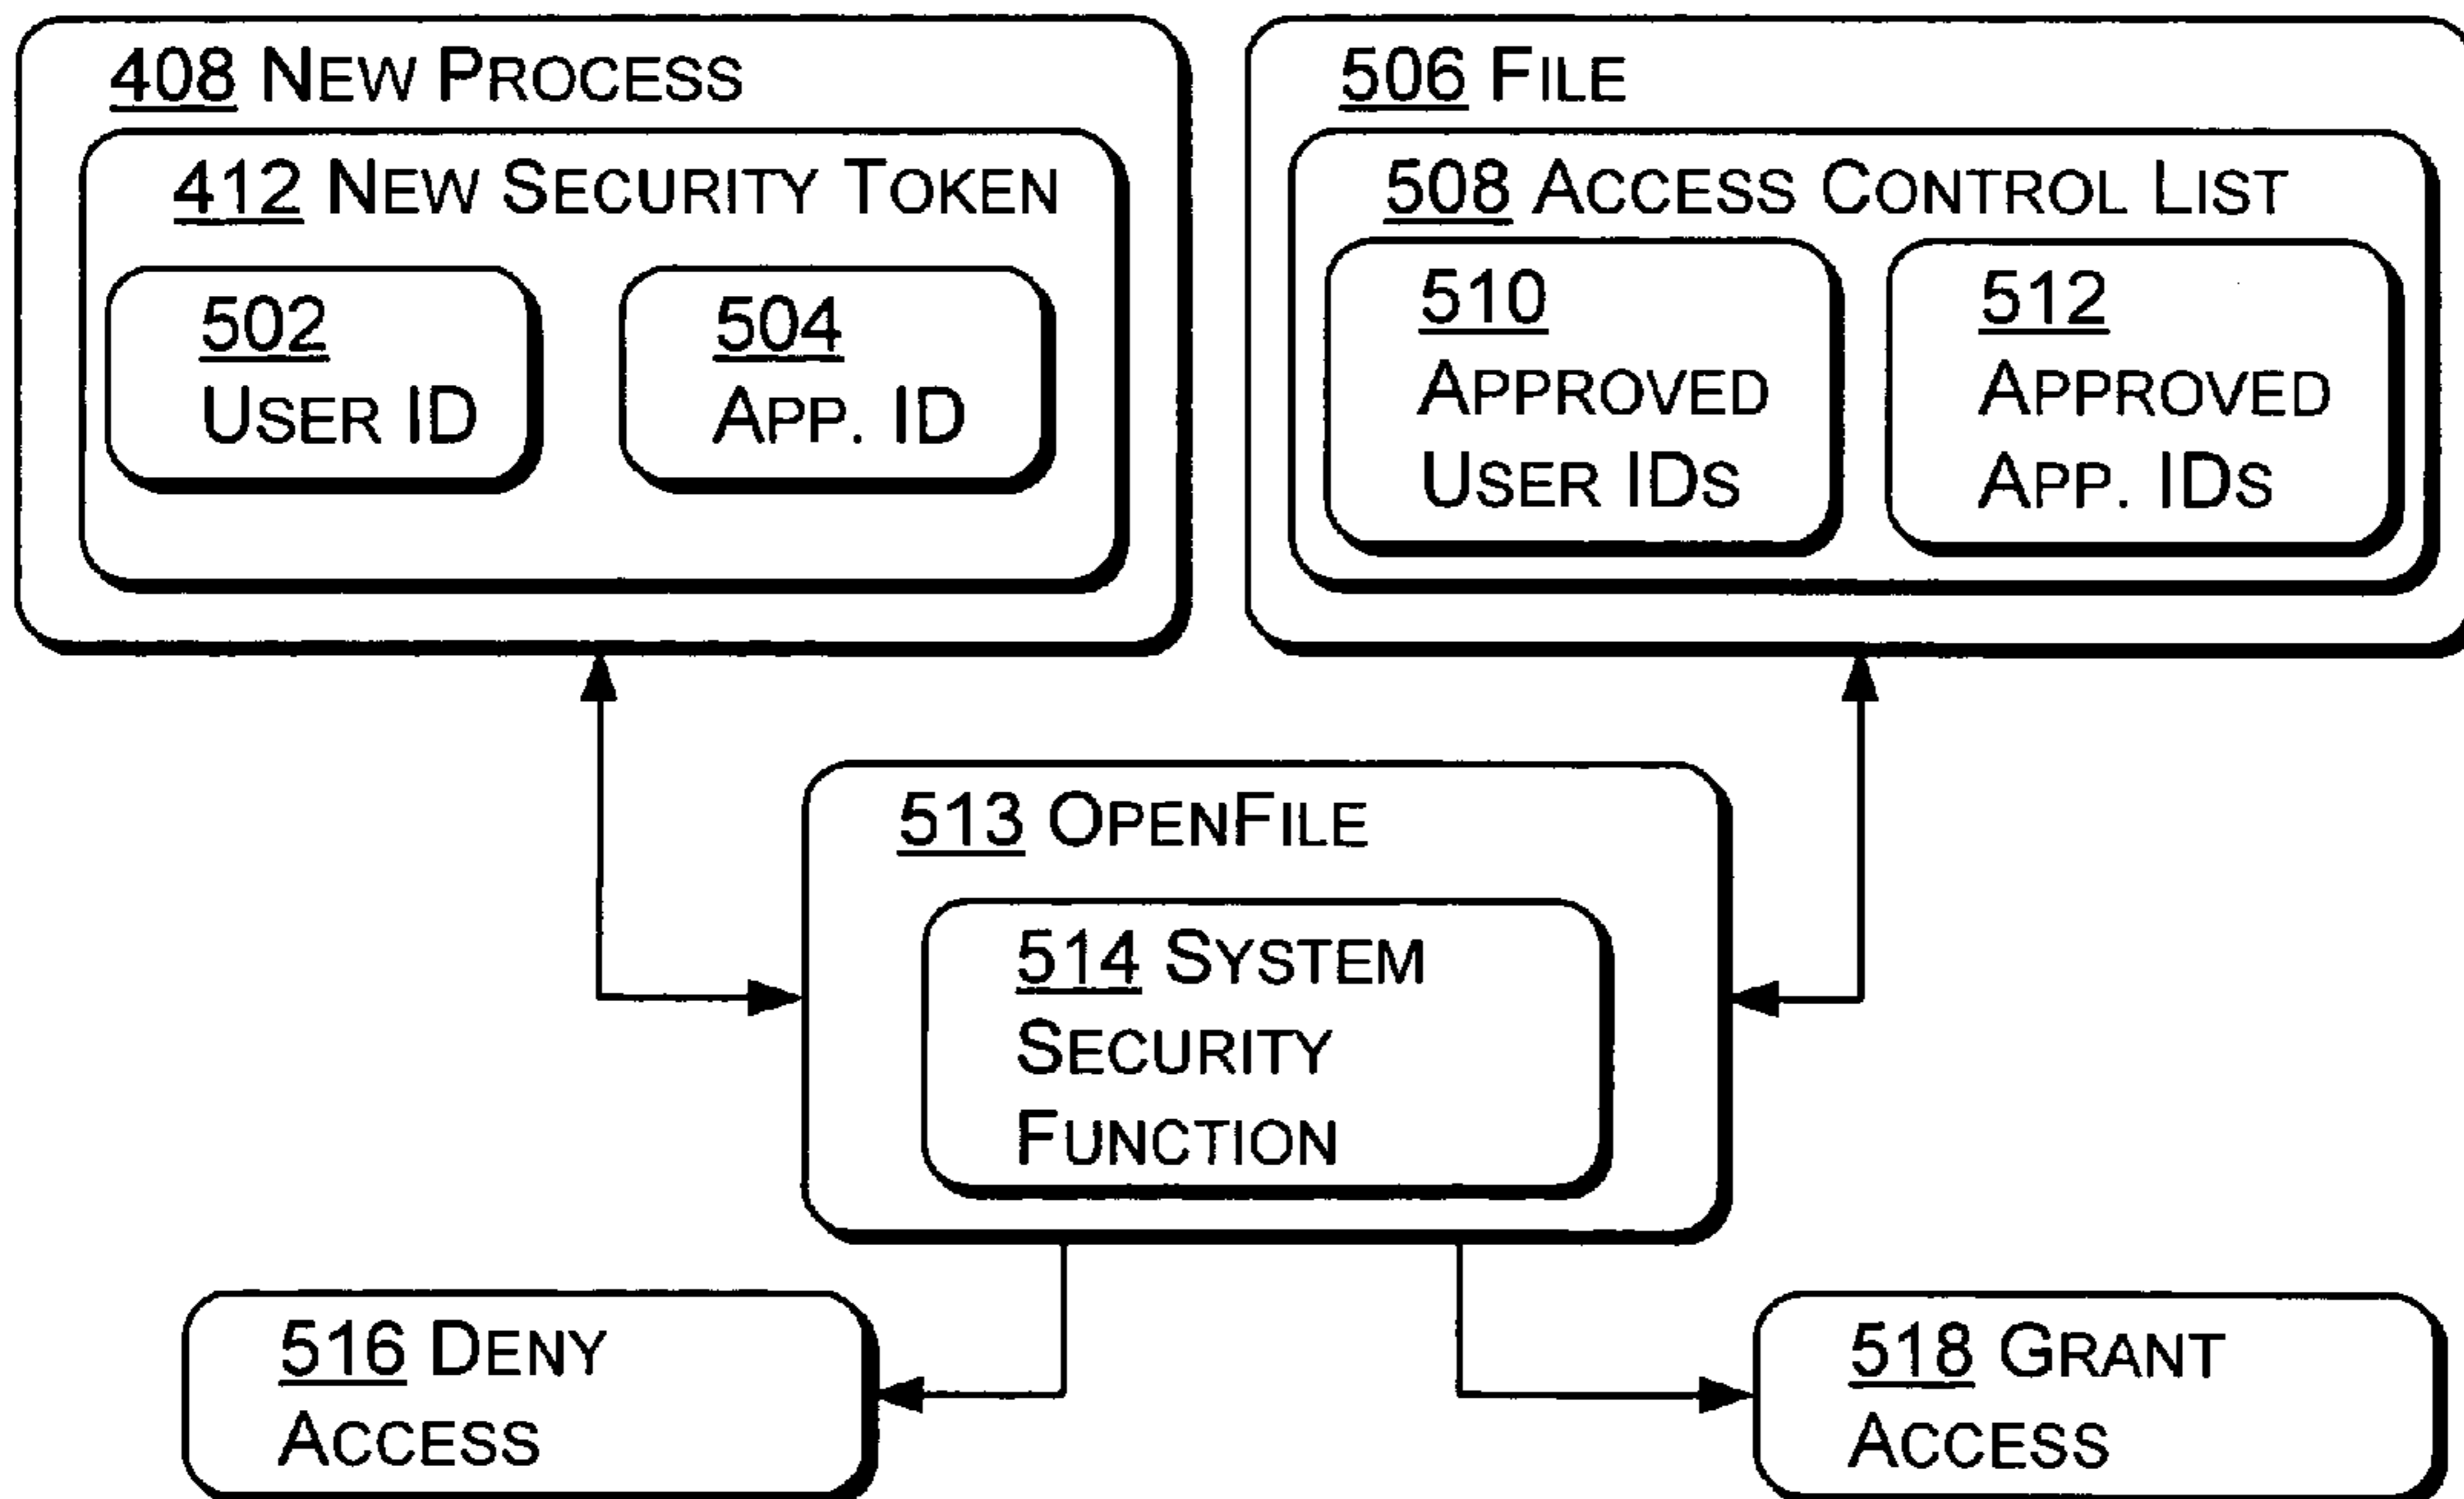 408 NEW PROCESS
412 NEW SECURITY TOKEN
502
USER ID
504
APP. ID
506 FILE
508 ACCESS CONTROL LIST
510
APPROVED
USER IDS
512
APPROVED
APP. IDS
513 OPENFILE
514 SYSTEM
SECURITY
FUNCTION
516 DENY
ACCESS
518 GRANT
ACCESS